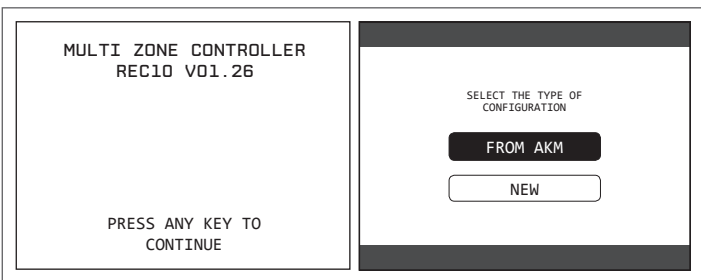 MULTI ZONE CONTROLLER
REC10 V01.26
PRESS ANY KEY TO
CONTINUE
SELECT THE TYPE OF
CONFIGURATION
FROM AKM
NEW